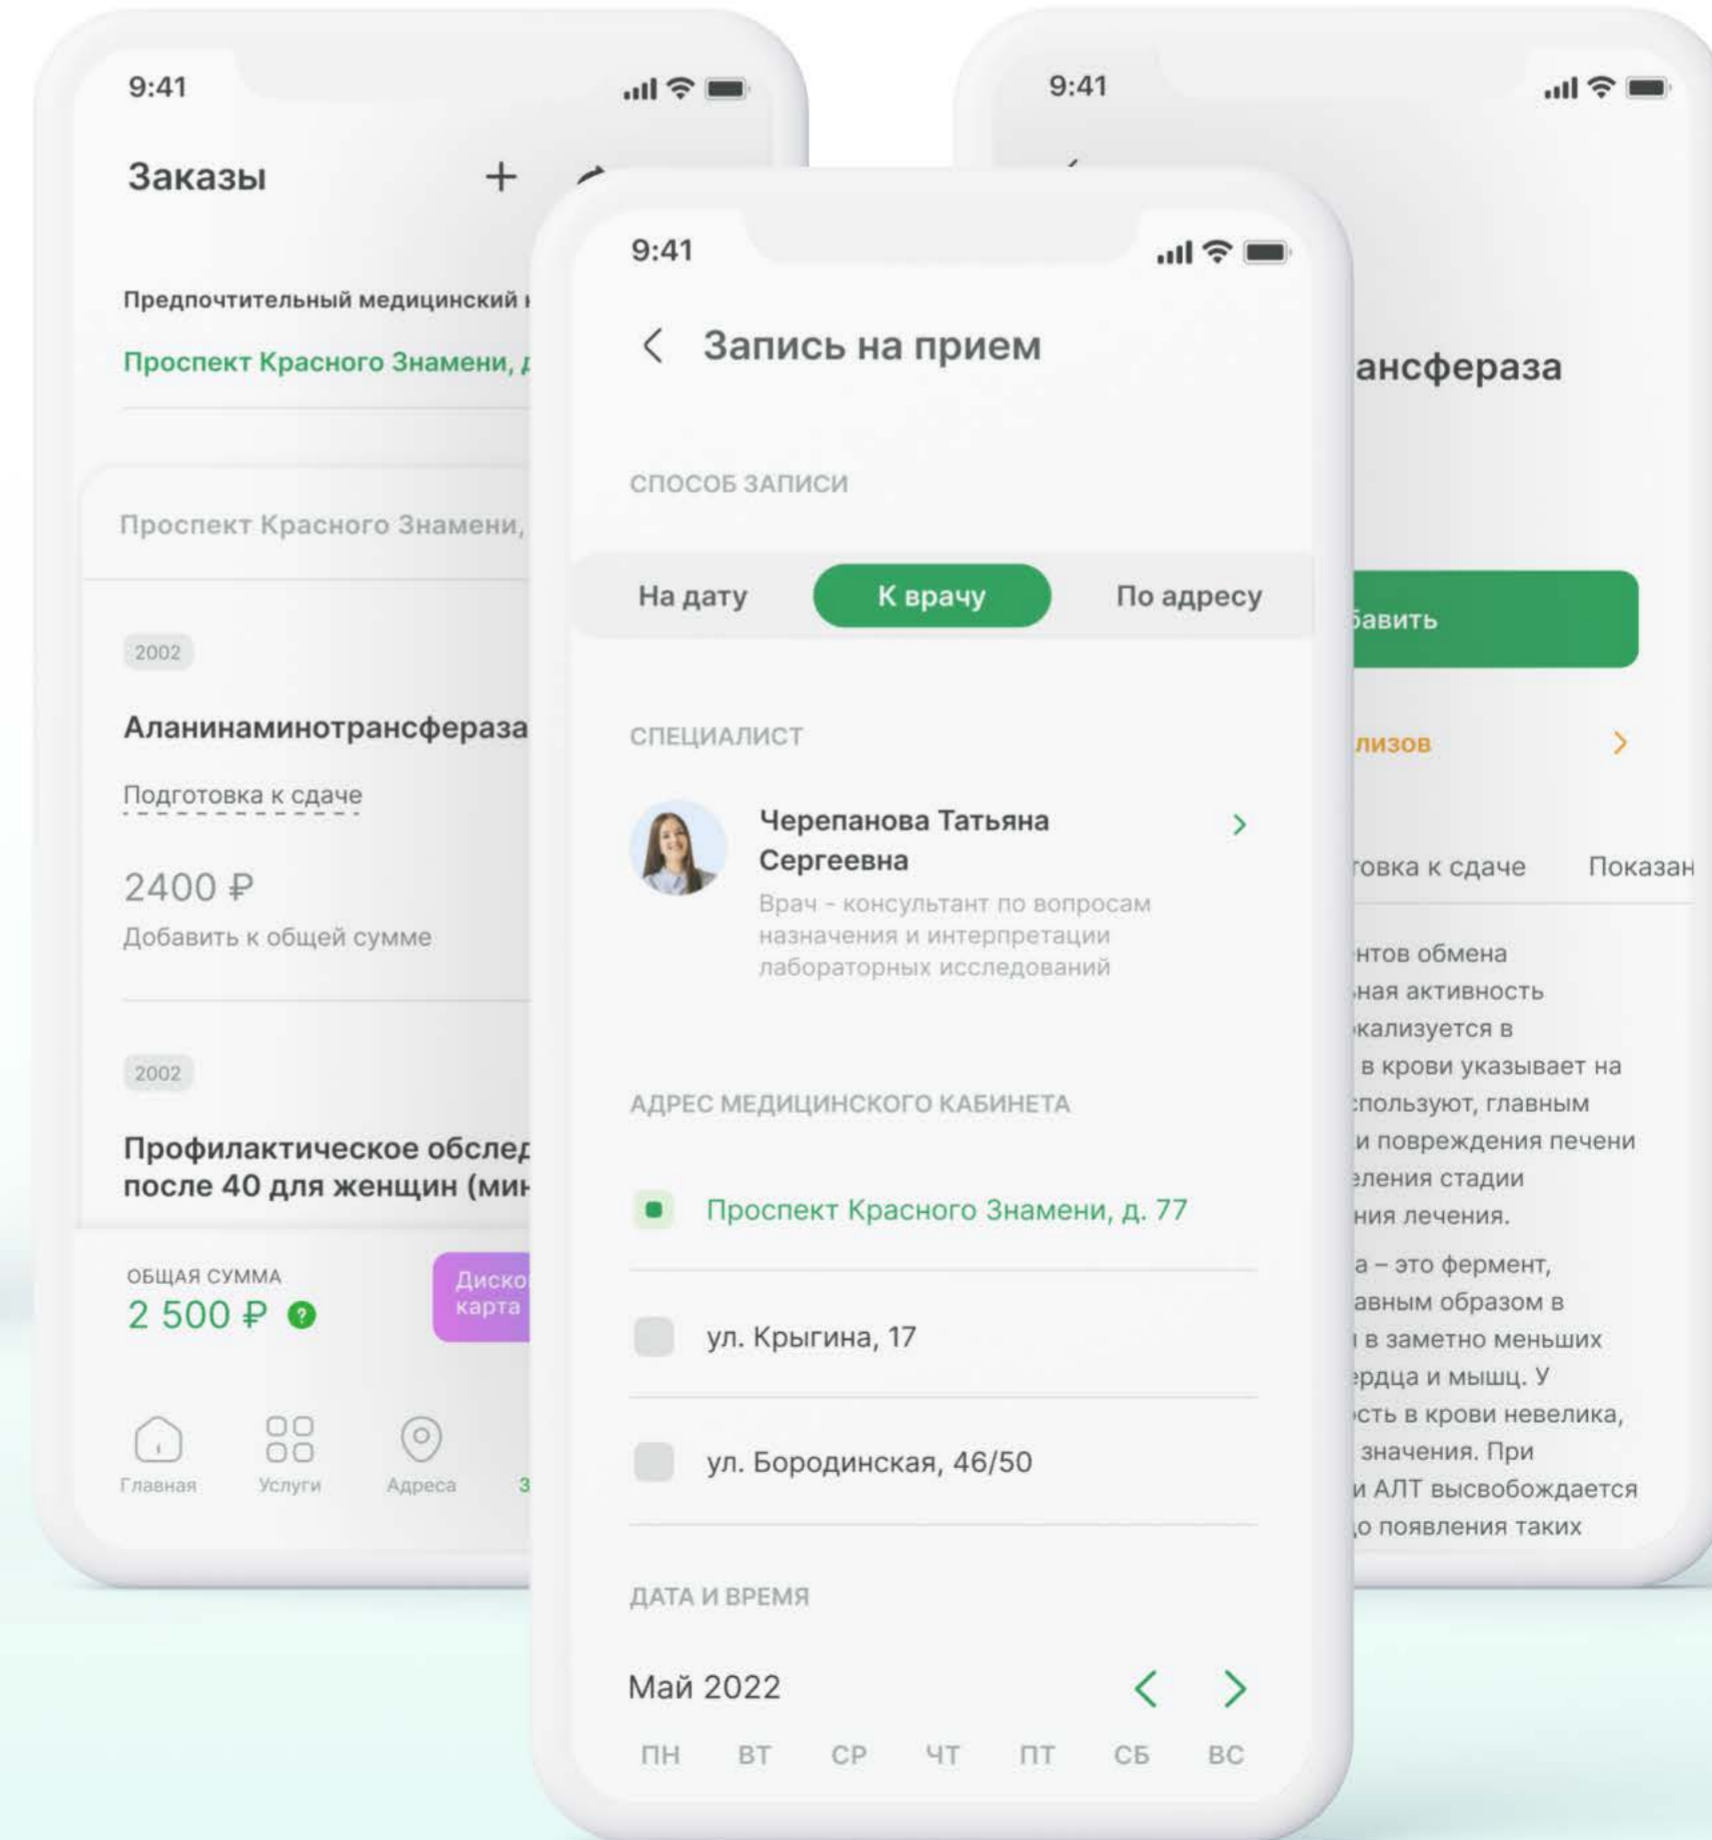 9:41
Заказы
Предпочтительный медицинский
Проспект Красного Знамени,
Проспект Красного Знамени,
2002
Аланинаминотрансфераза
Подготовка к сдаче
2400 ₽
Добавить к общей сумме
2002
Профилактическое обслед
после 40 для женщин (мин
ОБЩАЯ СУММА
2 500 ₽ ?
Диско
карта
Главная
Услуги
Адреса
З
9:41
Запись на прием
СПОСОБ ЗАПИСИ
На дату К врачу По адресу
СПЕЦИАЛИСТ
Черепанова Татьяна
Сергеевна
Врач - консультант по вопросам
назначения и интерпретации
лабораторных исследований
АДРЕС МЕДИЦИНСКОГО КАБИНЕТА
Проспект Красного Знамени, д. 77
ул. Крыгина, 17
ул. Бородинская, 46/50
ДАТА И ВРЕМЯ
Май 2022
ПН ВТ СР ЧТ ПТ СБ ВС
9:41
ансфераза
бавить
лизов
товка к сдаче Показан
нтов обмена
ная активность
кализуется в
в крови указывает на
спользуют, главным
и повреждения печени
еления стадии
ния лечения.
а – это фермент,
авным образом в
в заметно меньших
ердца и мышц. У
ость в крови невелика,
значения. При
и АЛТ высвобождается
до появления таких